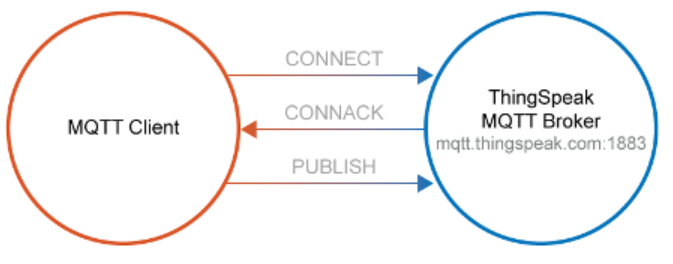 MQTT Client
CONNECT
CONNACK
PUBLISH
ThingSpeak
MQTT Broker
mqtt.thingspeak.com:1883